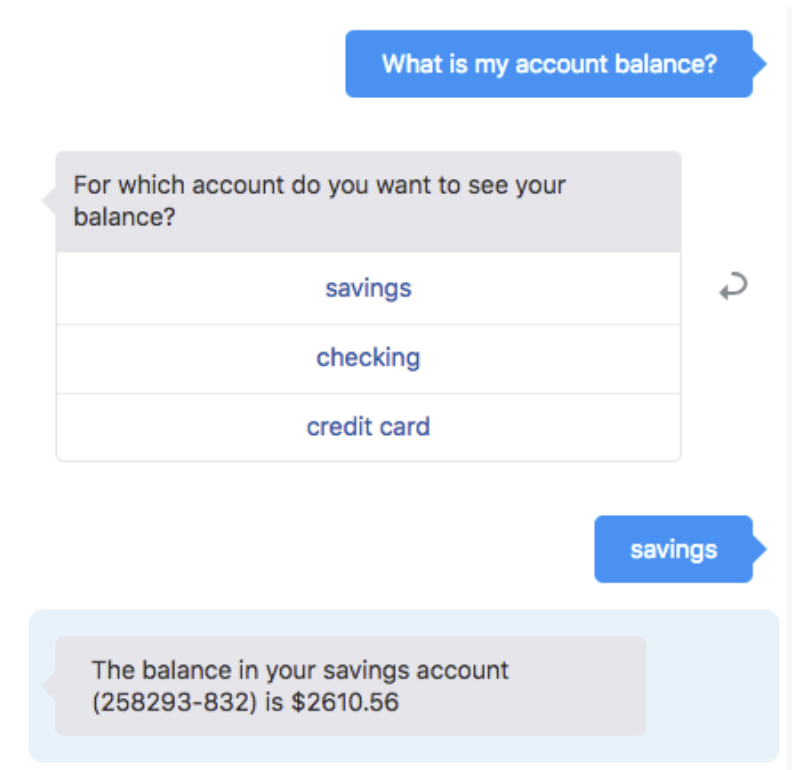 What is my account balance?
For which account do you want to see your
balance?
savings
checking
credit card
savings
The balance in your savings account
(258293-832) is $2610.56